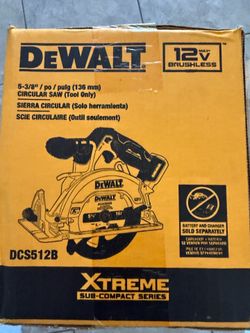 DEWALT
12V MAX*
BRUSHLESS
5-3/8" / po / pulg (136 mm)
CIRCULAR SAW (Tool Only)
SIERRA CIRCULAR (Solo herramienta)
SCIE CIRCULAIRE (Outil seulement)
DEWALT
DCS512B
BATTERY AND CHARGER
SOLD SEPARATELY
XTREME
SUB-COMPACT SERIES